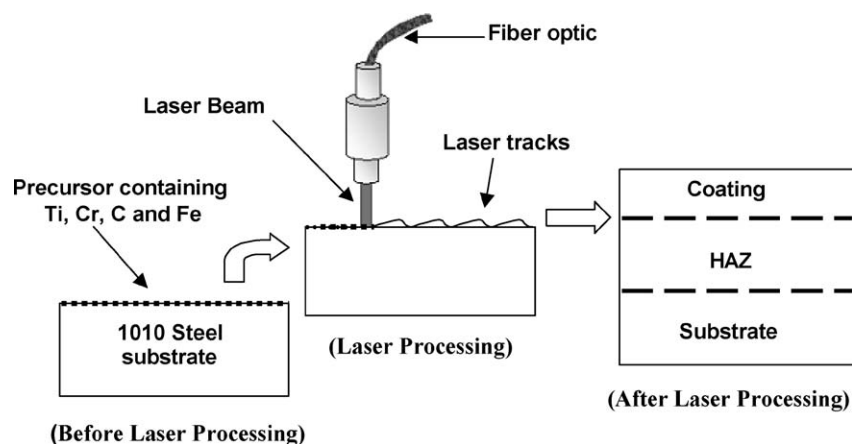 Fiber optic
Laser Beam
Laser tracks
Precursor containing
Ti, Cr, C and Fe
1010 Steel
substrate
(Before Laser Processing)
(Laser Processing)
Coating
HAZ
Substrate
(After Laser Processing)